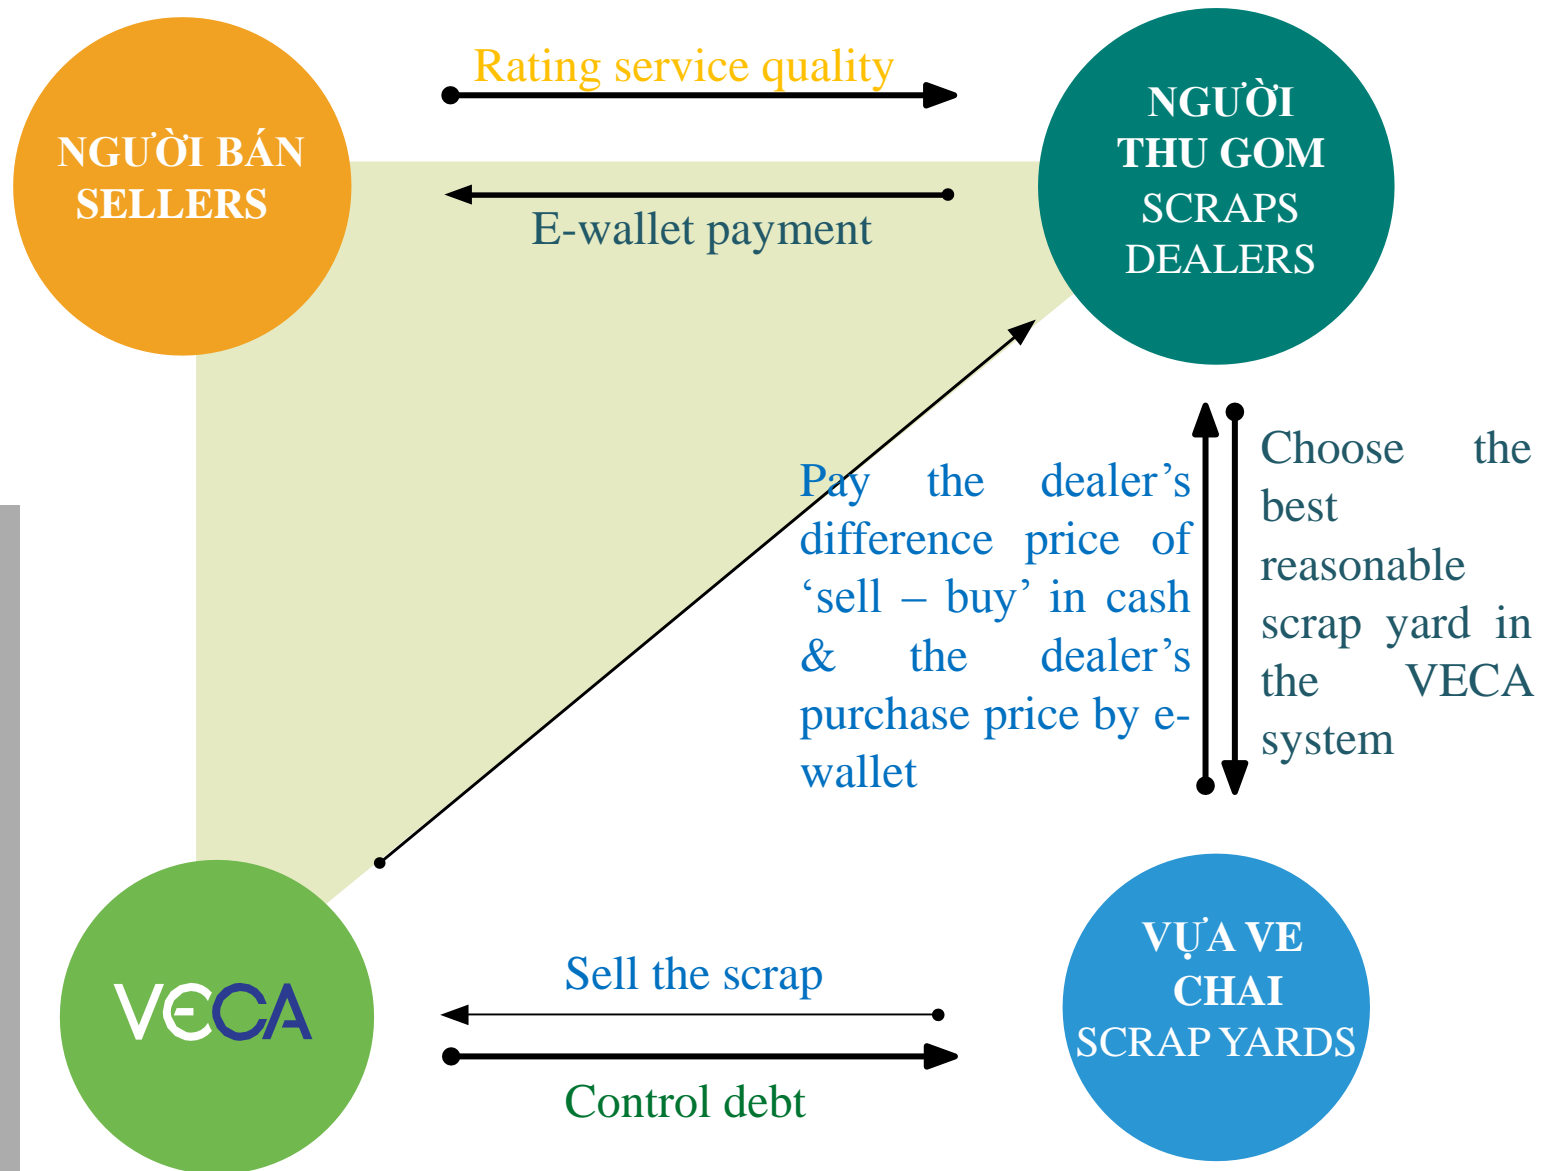 Rating service quality
NGƯỜI BÁN
SELLERS
NGƯỜI
THU GOM
SCRAPS
DEALERS
E-wallet payment
Pay the dealer’s
difference price of
‘sell – buy’ in cash
& the dealer’s
purchase price by e-
wallet
Choose the
best
reasonable
scrap yard in
the VECA
system
VECA
Sell the scrap
Control debt
VỰA VE
CHAI
SCRAP YARDS